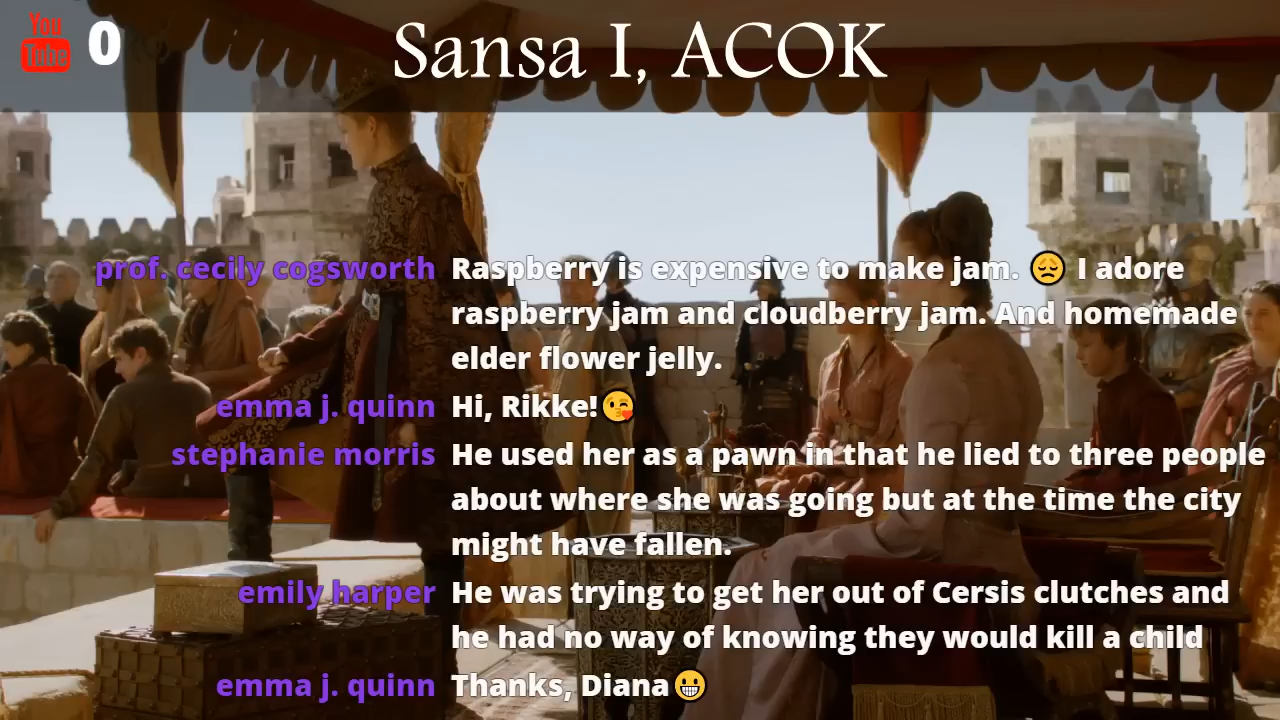 You
Tube
0
Sansa I, ACOK
prof. cecily cogsworth Raspberry is expensive to make jam. 😞 I adore
raspberry jam and cloudberry jam. And homemade
elder flower jelly.
emma j. quinn Hi, Rikke!😘
stephanie morris He used her as a pawn in that he lied to three people
about where she was going but at the time the city
might have fallen.
emily harper He was trying to get her out of Cersis clutches and
he had no way of knowing they would kill a child
emma j. quinn Thanks, Diana😀